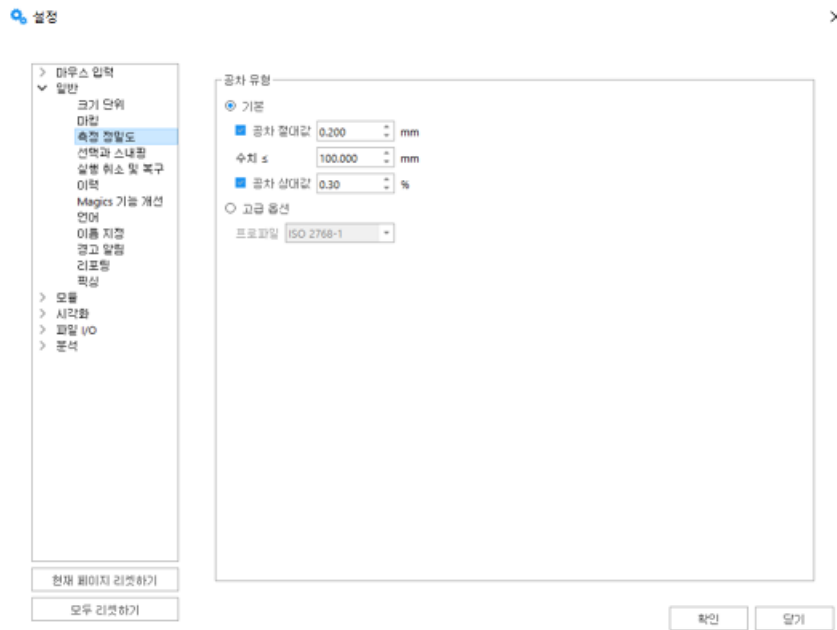 설정
마우스 입력
일반
크기 단위
마킹
측정 정밀도
선택과 스내핑
실행 취소 및 복구
이력
Magics 기능 개선
언어
이름 지정
경고 알림
리포팅
픽싱
모듈
시각화
파일 I/O
분석
현재 페이지 리셋하기
모두 리셋하기
공차 유형
기본
공차 절대값 0.200 mm
수치 ≤ 100.000 mm
공차 상대값 0.30 %
고급 옵션
프로파일 ISO 2768-1
확인 닫기